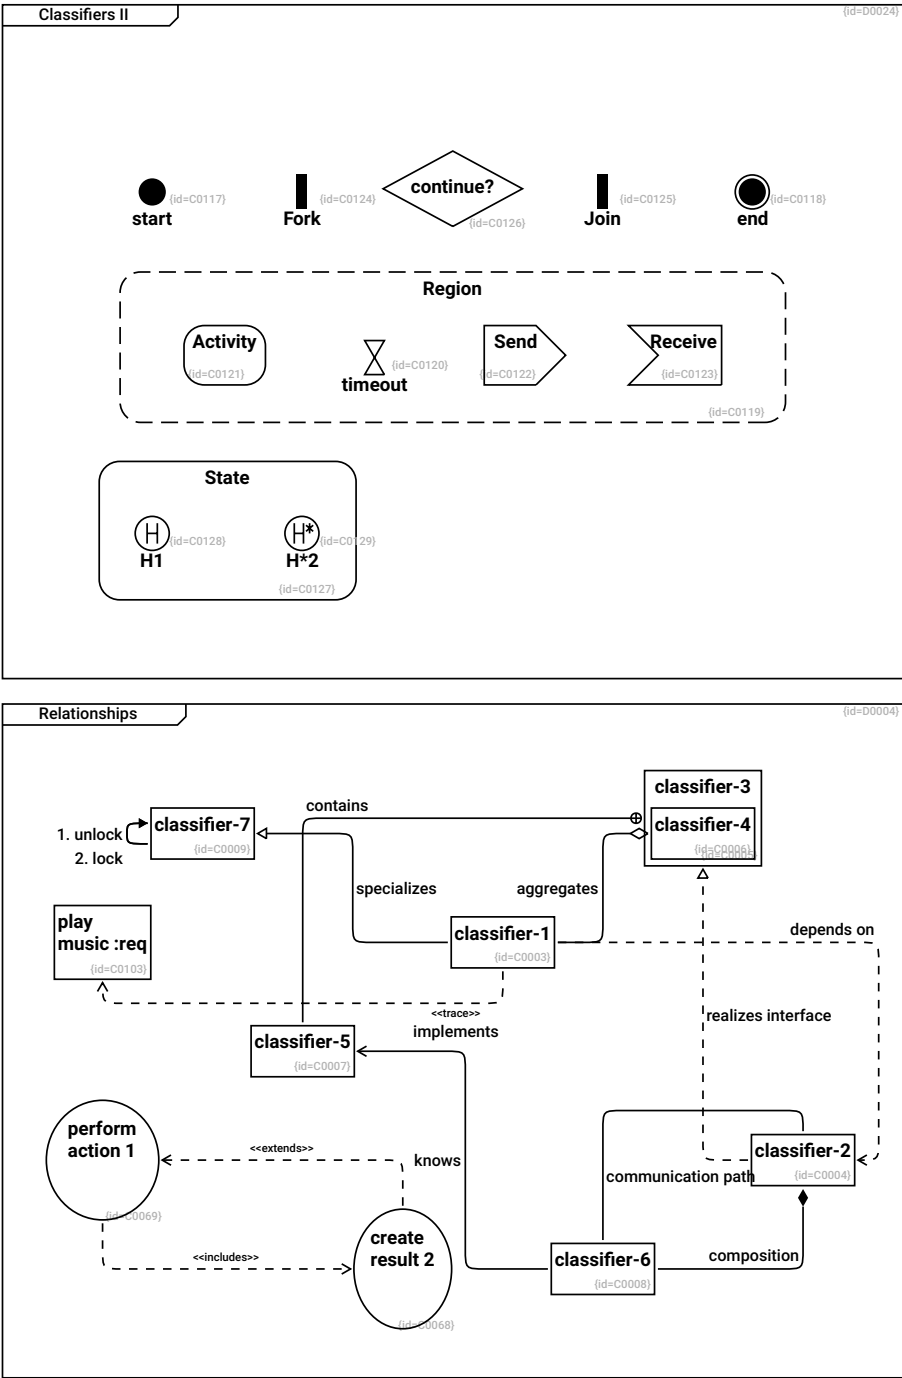 Classifiers II
{id=D0024}
continue?
{id=C0126}
start
{id=C0117}
Fork
{id=C0124}
Join
{id=C0125}
end
{id=C0118}
Region
Activity
{id=C0121}
timeout
{id=C0120}
Send
{id=C0122}
Receive
{id=C0123}
{id=C0119}
State
H
{id=C0128}
H1
H*
{id=C0129}
H*2
{id=C0127}
Relationships
{id=D0004}
classifier-3
contains
classifier-7
{id=C0009}
1. unlock
2. lock
classifier-4
{id=C0006}
{id=C0005}
specializes
aggregates
play
music :req
{id=C0103}
classifier-1
{id=C0003}
depends on
<<trace>>
implements
realizes interface
classifier-5
{id=C0007}
perform
action 1
{id=C0069}
<<extends>>
knows
classifier-2
{id=C0004}
communication path
create
result 2
{id=C0068}
<<includes>>
classifier-6
{id=C0008}
composition